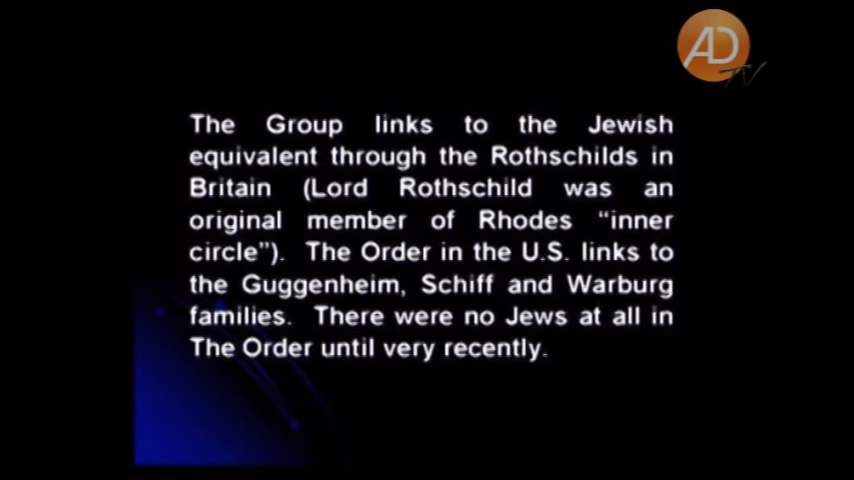 AD
TV
The Group links to the Jewish
equivalent through the Rothschilds in
Britain (Lord Rothschild was an
original member of Rhodes “inner
circle”). The Order in the U.S. links to
the Guggenheim, Schiff and Warburg
families. There were no Jews at all in
The Order until very recently.